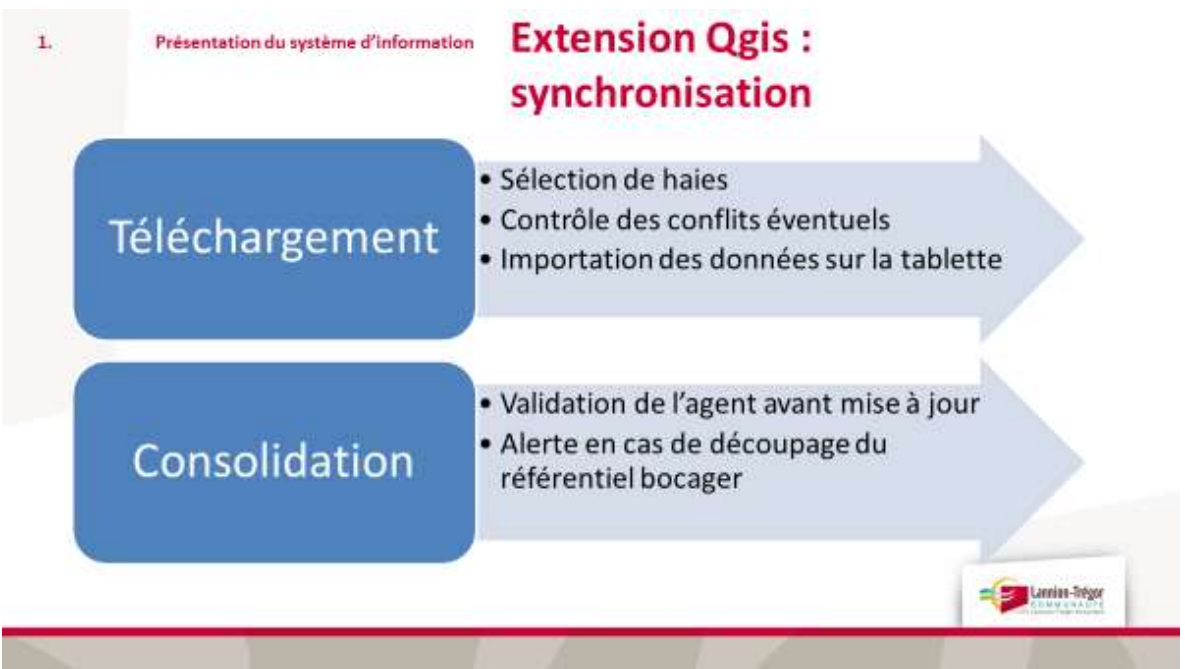 1.
Présentation du système d'information
Extension Qgis :
synchronisation
Téléchargement
• Sélection de haies
• Contrôle des conflits éventuels
• Importation des données sur la tablette
Consolidation
• Validation de l'agent avant mise à jour
• Alerte en cas de découpage du
référentiel bocager
Lannion-Trégor
COMMUNAUTÉ